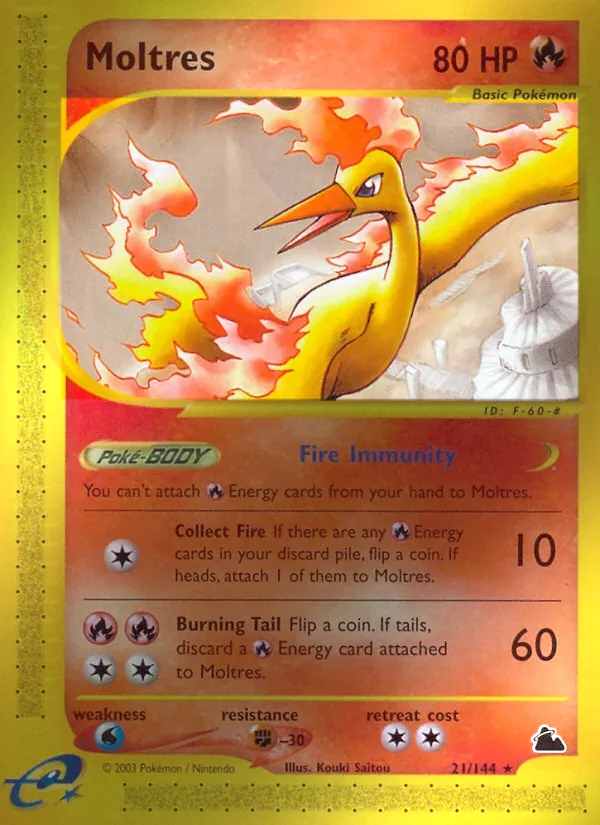 Moltres
80 HP
Basic Pokémon
ID: F-60-#
Poké-BODY
Fire Immunity
You can't attach Energy cards from your hand to Moltres.
Collect Fire If there are any Energy
cards in your discard pile, flip a coin. If
heads, attach 1 of them to Moltres.
10
Burning Tail Flip a coin. If tails,
discard a Energy card attached
to Moltres.
60
weakness
resistance
retreat cost
-30
© 2003 Pokémon / Nintendo
Illus. Kouki Saitou
21/144 ★
e